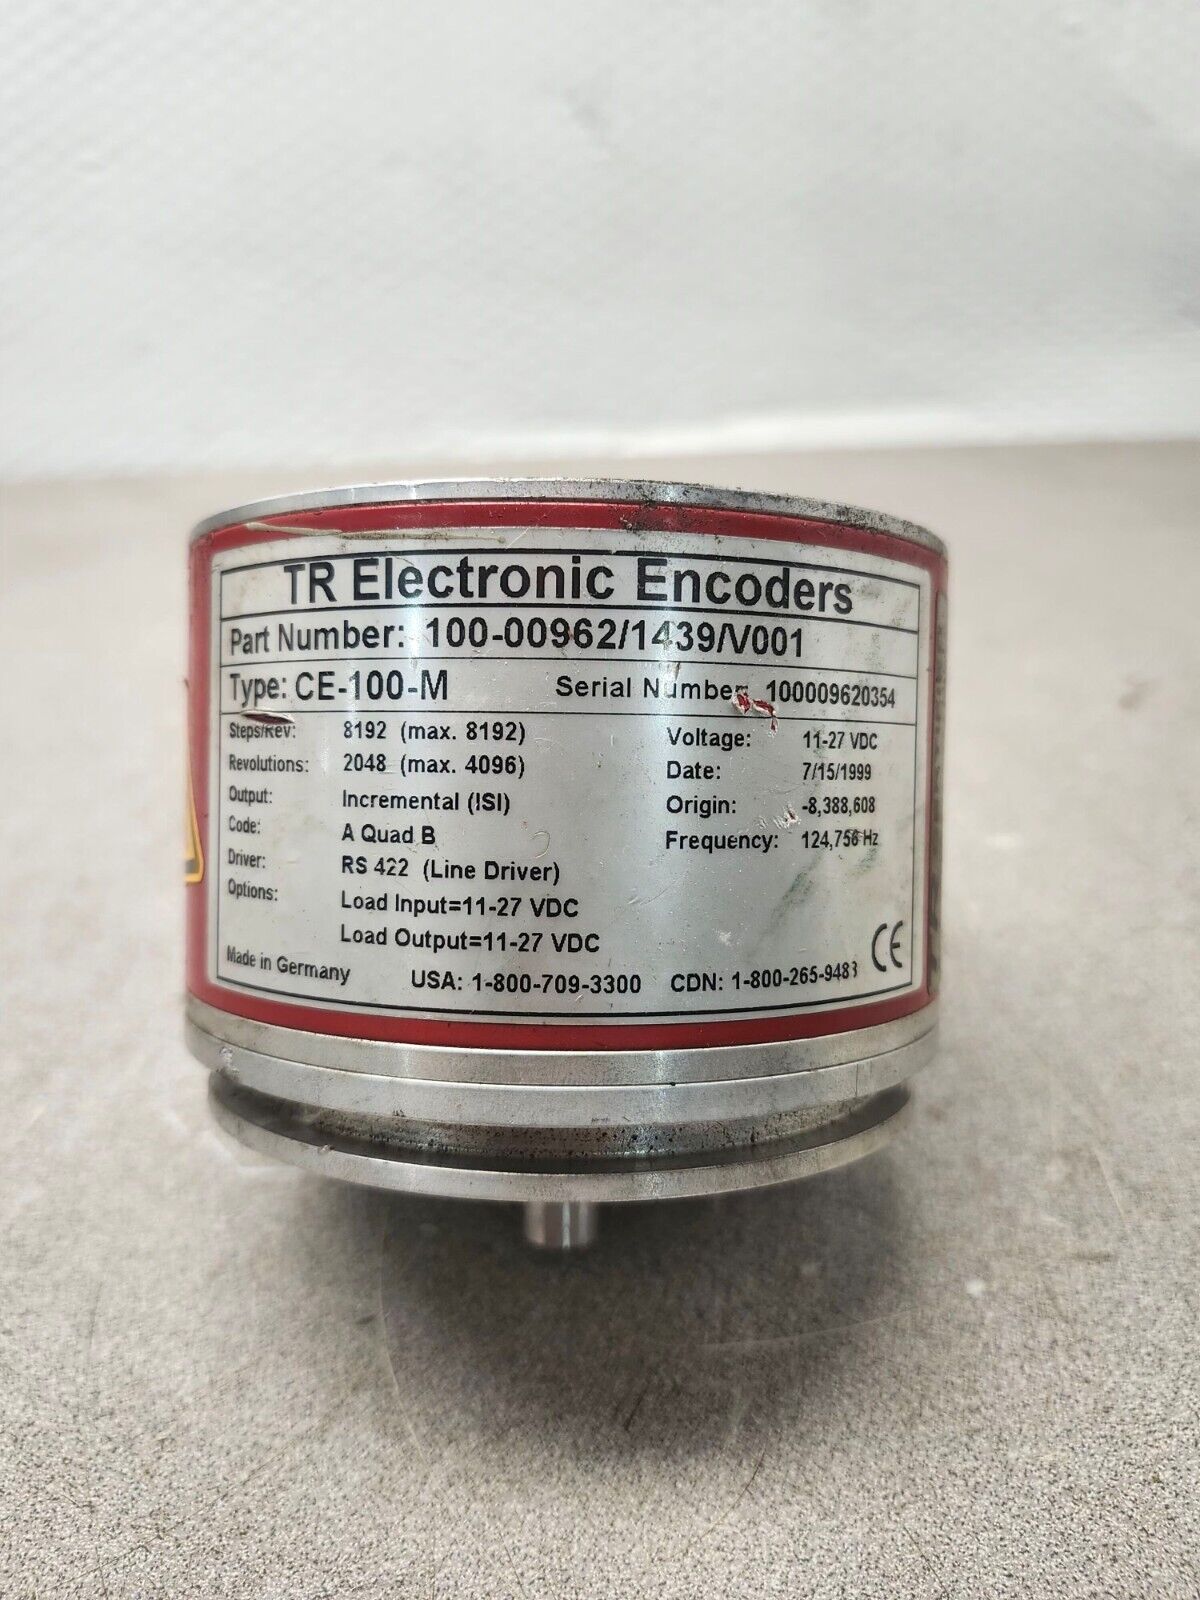 TR Electronic Encoders
Part Number: 100-00962/1439/V001
Type: CE-100-M Serial Number: 100009620354
Steps/Rev: 8192 (max. 8192) Voltage: 11-27 VDC
Revolutions: 2048 (max. 4096) Date: 7/15/1999
Output: Incremental (ISI) Origin: -8,388,608
Code: A Quad B Frequency: 124,756 Hz
Driver: RS 422 (Line Driver)
Options: Load Input=11-27 VDC
Load Output=11-27 VDC
Made in Germany USA: 1-800-709-3300 CDN: 1-800-265-9483 CE